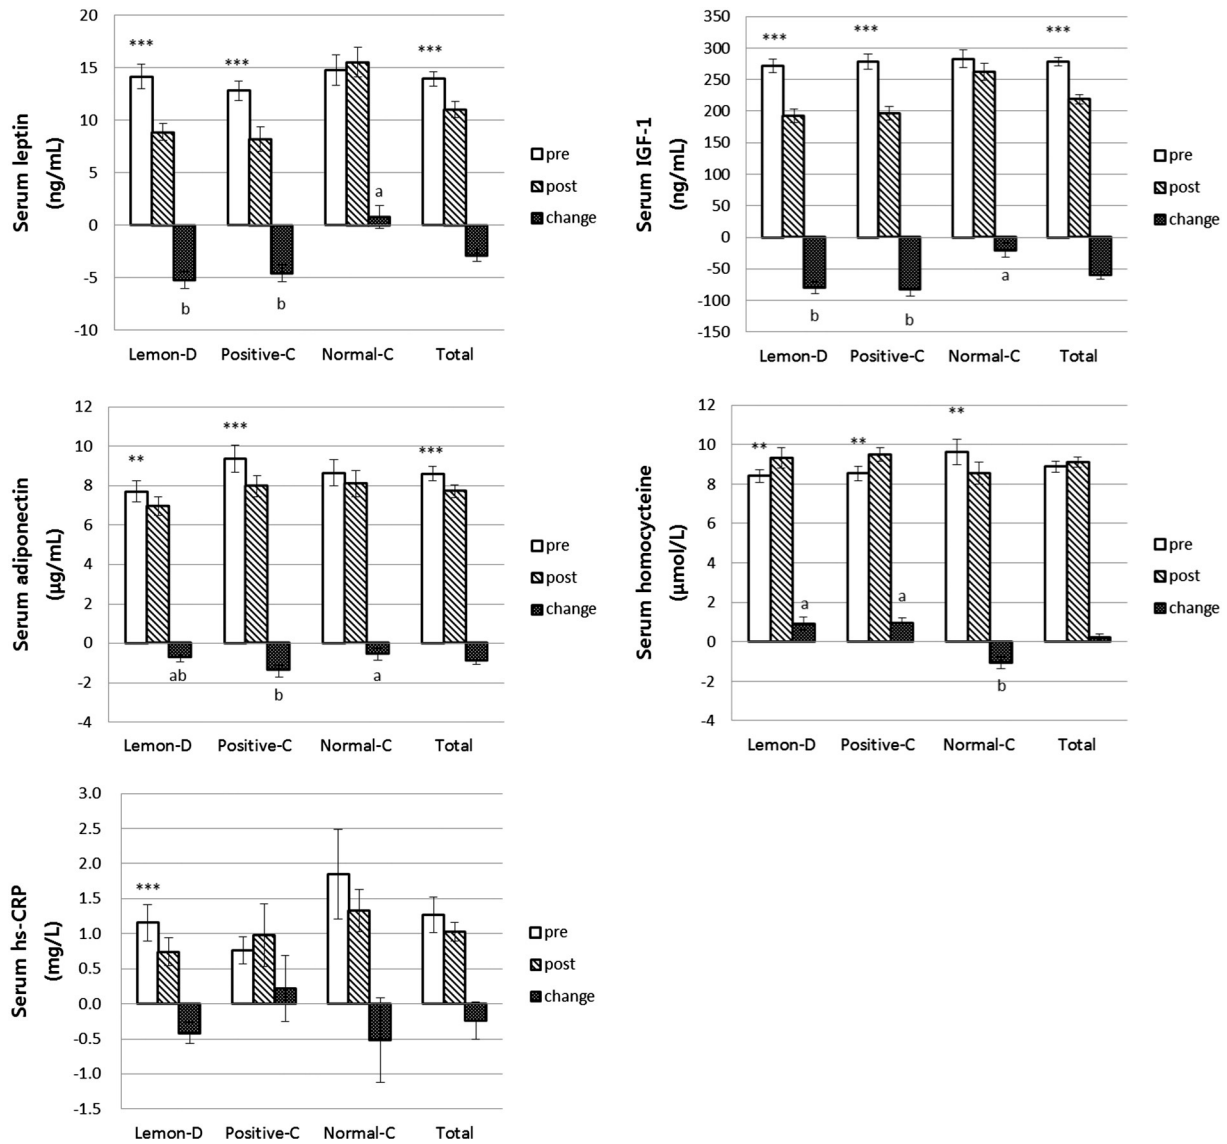 Serum leptin
(ng/mL)
20
15
10
5
0
-5
-10
***
***
***
a
b
b
pre
post
change
Lemon-D Positive-C Normal-C Total
Serum IGF-1
(ng/mL)
350
300
250
200
150
100
50
0
-50
-100
-150
***
***
***
a
b
b
pre
post
change
Lemon-D Positive-C Normal-C Total
Serum adiponectin
(µg/mL)
12
10
8
6
4
2
0
-2
-4
**
***
***
ab
b
a
pre
post
change
Lemon-D Positive-C Normal-C Total
Serum homocycteine
(µmol/L)
12
10
8
6
4
2
0
-2
-4
**
**
**
a
a
b
pre
post
change
Lemon-D Positive-C Normal-C Total
Serum hs-CRP
(mg/L)
3.0
2.5
2.0
1.5
1.0
0.5
0.0
-0.5
-1.0
-1.5
***
pre
post
change
Lemon-D Positive-C Normal-C Total